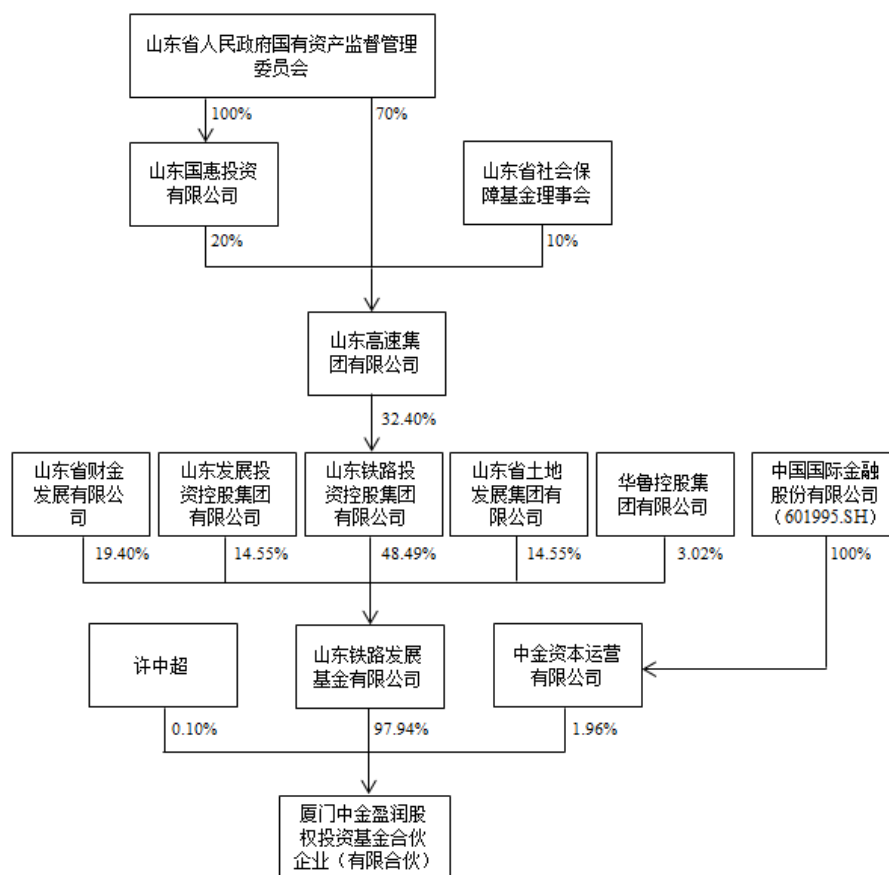 山东省人民政府国有资产监督管理
委员会
100%
70%
山东国惠投资
有限公司
山东省社会保
障基金理事会
20%
10%
山东高速集
团有限公司
32.40%
山东省财金
发展有限公
司
山东发展投
资控股集团
有限公司
山东铁路投
资控股集团
有限公司
山东省土地
发展集团有
限公司
华鲁控股集
团有限公司
中国国际金融
股份有限公司
（601995.SH）
19.40%
14.55%
48.49%
14.55%
3.02%
100%
许中超
山东铁路发展
基金有限公司
中金资本运营
有限公司
0.10%
97.94%
1.96%
厦门中金盈润股
权投资基金合伙
企业（有限合伙）